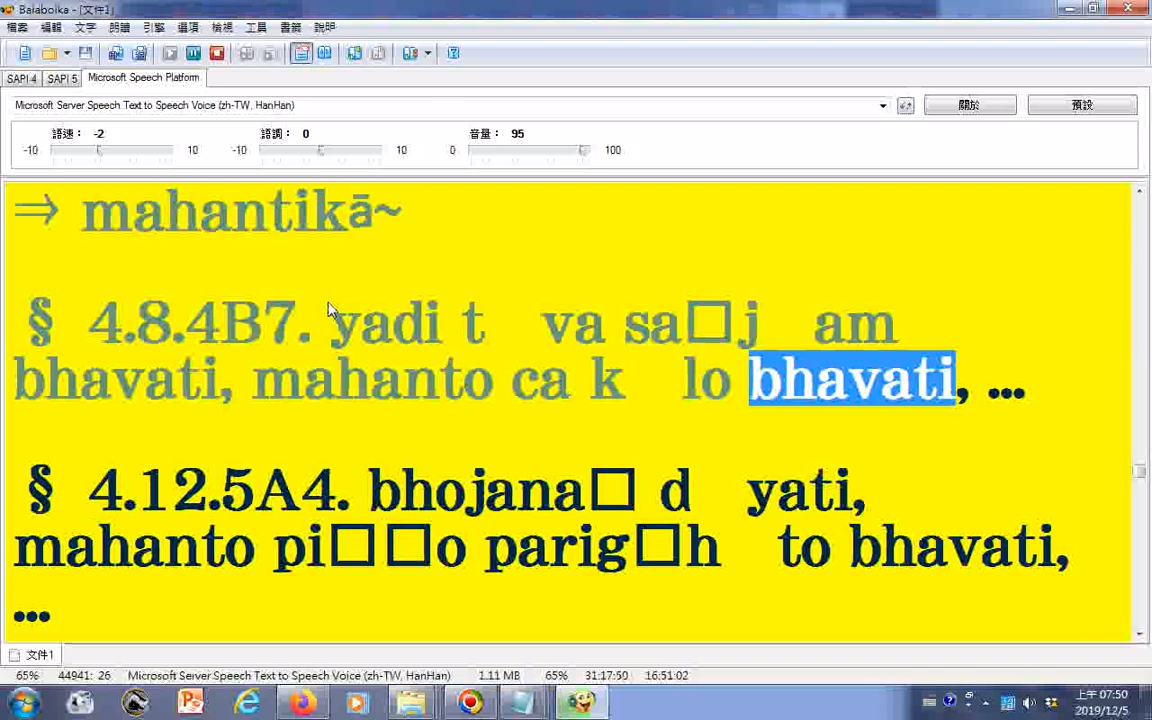 Balabolka - [文件1]
檔案 編輯 文字 朗讀 引擎 選項 檢視 工具 書籤 說明
SAPI 4 SAPI 5 Microsoft Speech Platform
Microsoft Server Speech Text to Speech Voice (zh-TW, HanHan) 關於 預設
語速： -2 語調： 0 音量： 95
-10 10 -10 10 0 100
⇒ mahantikā~
§ 4.8.4B7. yadi t va sa□j am
bhavati, mahanto ca k lo bhavati, ...
§ 4.12.5A4. bhojana□ d yati,
mahanto pi□□o parig□h to bhavati,
...
文件1
65% 44941: 26 Microsoft Server Speech Text to Speech Voice (zh-TW, HanHan) 1.11 MB 65% 31:17:50 16:51:02
上午 07:50
2019/12/5